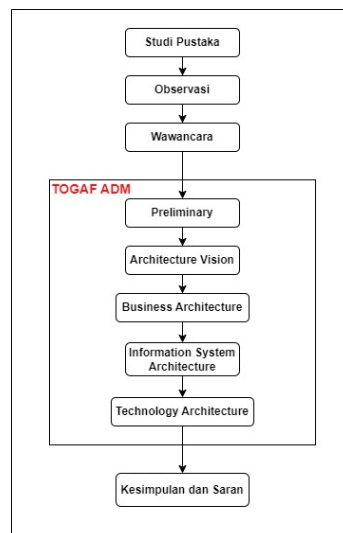 Studi Pustaka
Observasi
Wawancara
TOGAF ADM
Preliminary
Architecture Vision
Business Architecture
Information System
Architecture
Technology Architecture
Kesimpulan dan Saran